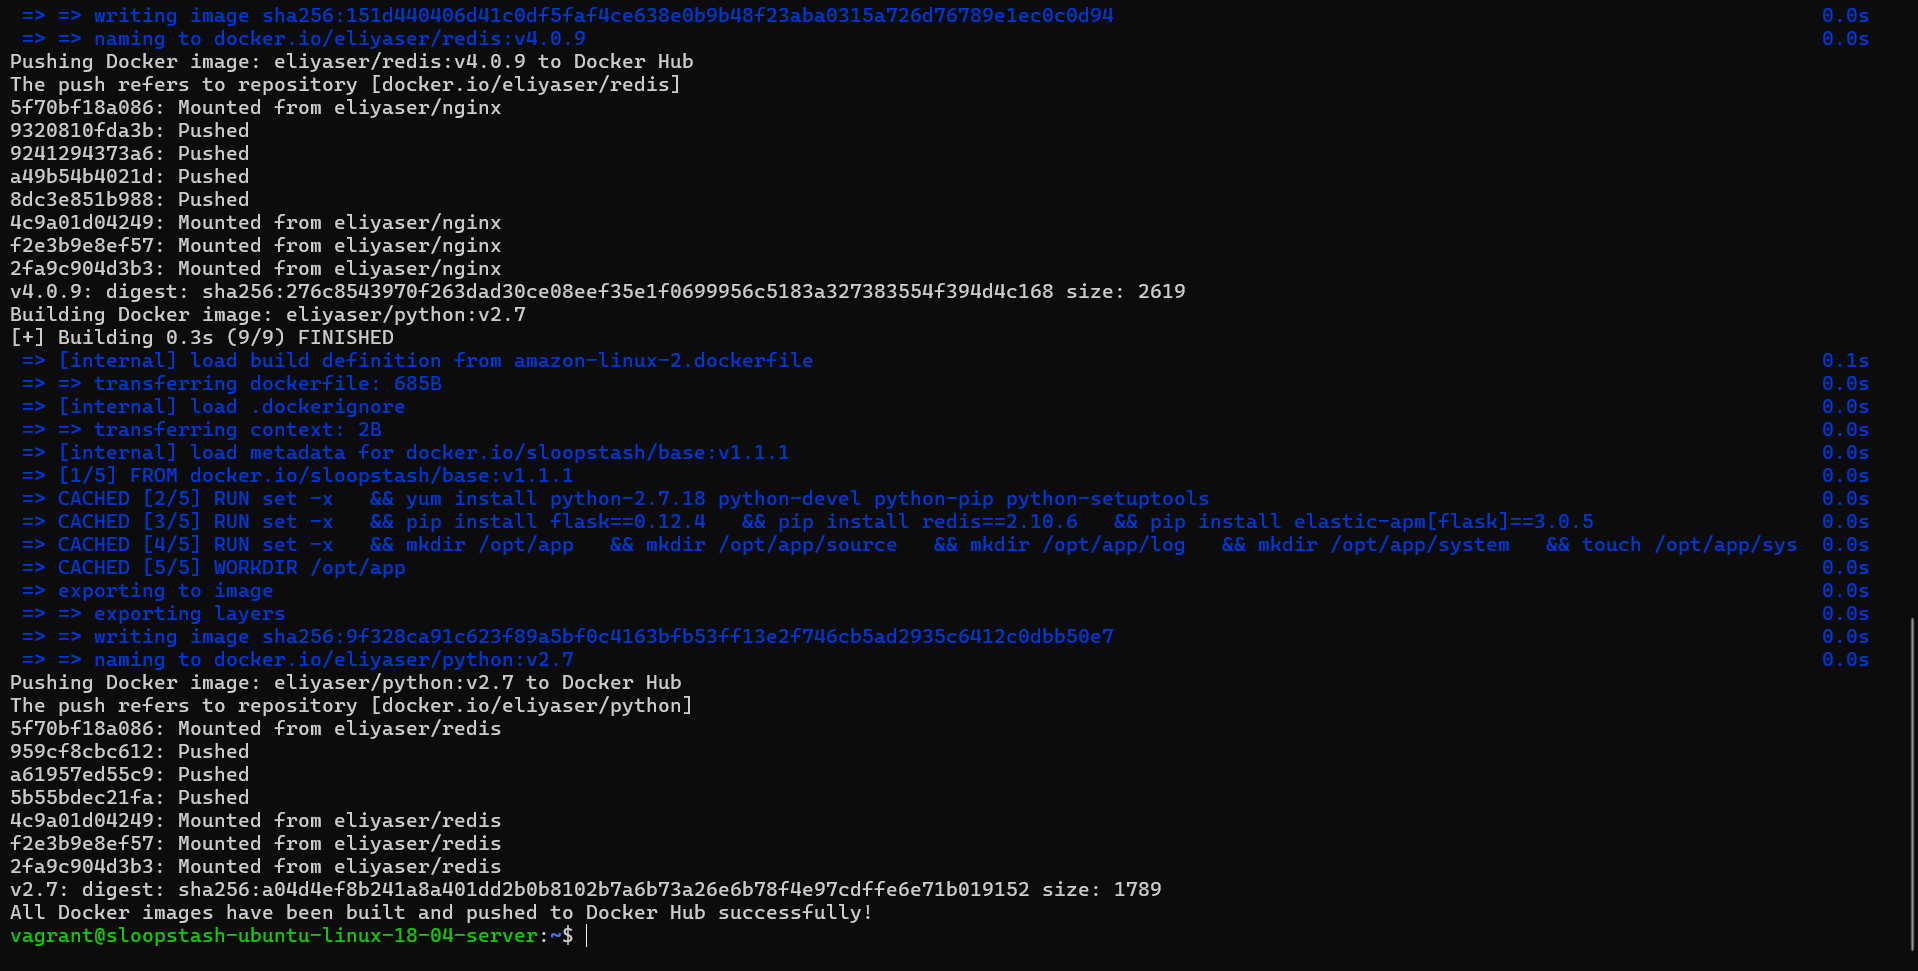 => => writing image sha256:151d440406d41c0df5faf4ce638e0b9b48f23aba0315a726d76789e1ec0c0d94 0.0s
=> => naming to docker.io/eliyaser/redis:v4.0.9 0.0s
Pushing Docker image: eliyaser/redis:v4.0.9 to Docker Hub
The push refers to repository [docker.io/eliyaser/redis]
5f70bf18a086: Mounted from eliyaser/nginx
9320810fda3b: Pushed
9241294373a6: Pushed
a49b54b4021d: Pushed
8dc3e851b988: Pushed
4c9a01d04249: Mounted from eliyaser/nginx
f2e3b9e8ef57: Mounted from eliyaser/nginx
2fa9c904d3b3: Mounted from eliyaser/nginx
v4.0.9: digest: sha256:276c8543970f263dad30ce08eef35e1f0699956c5183a327383554f394d4c168 size: 2619
Building Docker image: eliyaser/python:v2.7
[+] Building 0.3s (9/9) FINISHED
=> [internal] load build definition from amazon-linux-2.dockerfile 0.1s
=> => transferring dockerfile: 685B 0.0s
=> [internal] load .dockerignore 0.0s
=> => transferring context: 2B 0.0s
=> [internal] load metadata for docker.io/sloopstash/base:v1.1.1 0.0s
=> [1/5] FROM docker.io/sloopstash/base:v1.1.1 0.0s
=> CACHED [2/5] RUN set -x   && yum install python-2.7.18 python-devel python-pip python-setuptools 0.0s
=> CACHED [3/5] RUN set -x   && pip install flask==0.12.4   && pip install redis==2.10.6   && pip install elastic-apm[flask]==3.0.5 0.0s
=> CACHED [4/5] RUN set -x   && mkdir /opt/app   && mkdir /opt/app/source   && mkdir /opt/app/log   && mkdir /opt/app/system   && touch /opt/app/sys 0.0s
=> CACHED [5/5] WORKDIR /opt/app 0.0s
=> exporting to image 0.0s
=> => exporting layers 0.0s
=> => writing image sha256:9f328ca91c623f89a5bf0c4163bfb53ff13e2f746cb5ad2935c6412c0dbb50e7 0.0s
=> => naming to docker.io/eliyaser/python:v2.7 0.0s
Pushing Docker image: eliyaser/python:v2.7 to Docker Hub
The push refers to repository [docker.io/eliyaser/python]
5f70bf18a086: Mounted from eliyaser/redis
959cf8cbc612: Pushed
a61957ed55c9: Pushed
5b55bdec21fa: Pushed
4c9a01d04249: Mounted from eliyaser/redis
f2e3b9e8ef57: Mounted from eliyaser/redis
2fa9c904d3b3: Mounted from eliyaser/redis
v2.7: digest: sha256:a04d4ef8b241a8a401dd2b0b8102b7a6b73a26e6b78f4e97cdffe6e71b019152 size: 1789
All Docker images have been built and pushed to Docker Hub successfully!
vagrant@sloopstash-ubuntu-linux-18-04-server:~$